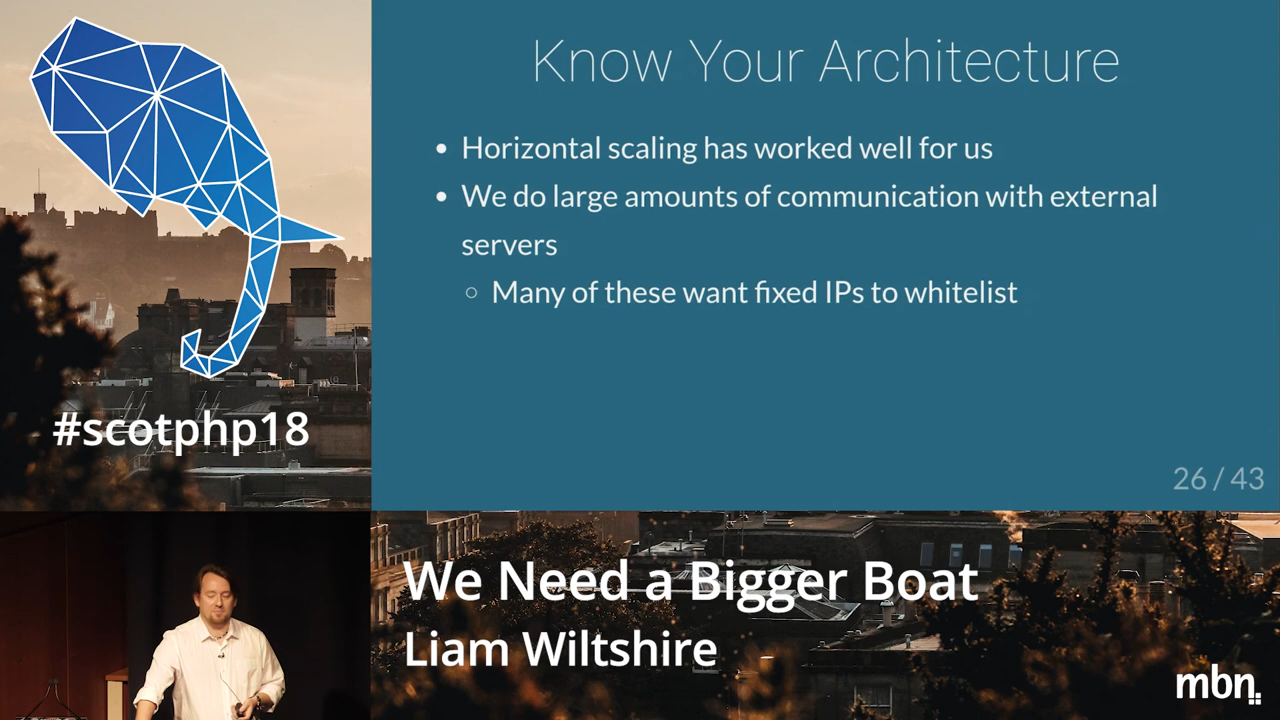 Know Your Architecture
• Horizontal scaling has worked well for us
• We do large amounts of communication with external
servers
○ Many of these want fixed IPs to whitelist
26 / 43
#scotphp18
We Need a Bigger Boat
Liam Wiltshire
mbn